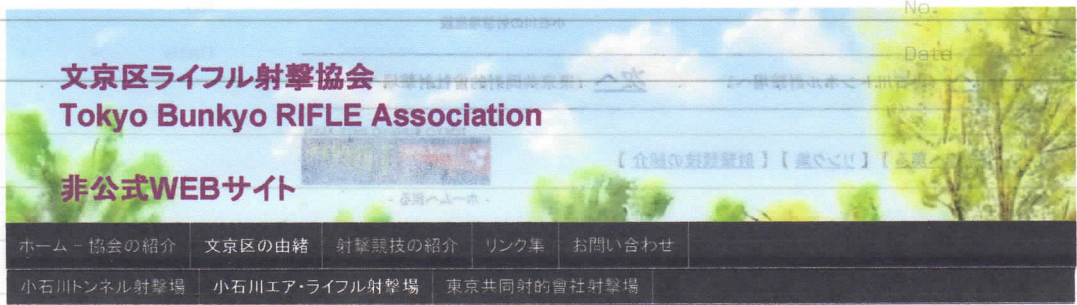 No.
Date
文京区ライフル射撃協会
Tokyo Bunkyo RIFLE Association
非公式WEBサイト
ホーム - 協会の紹介 文京区の由緒 射撃競技の紹介 リンク集 お問い合わせ
小石川トンネル射撃場 小石川エア・ライフル射撃場 東京共同射的會社射撃場